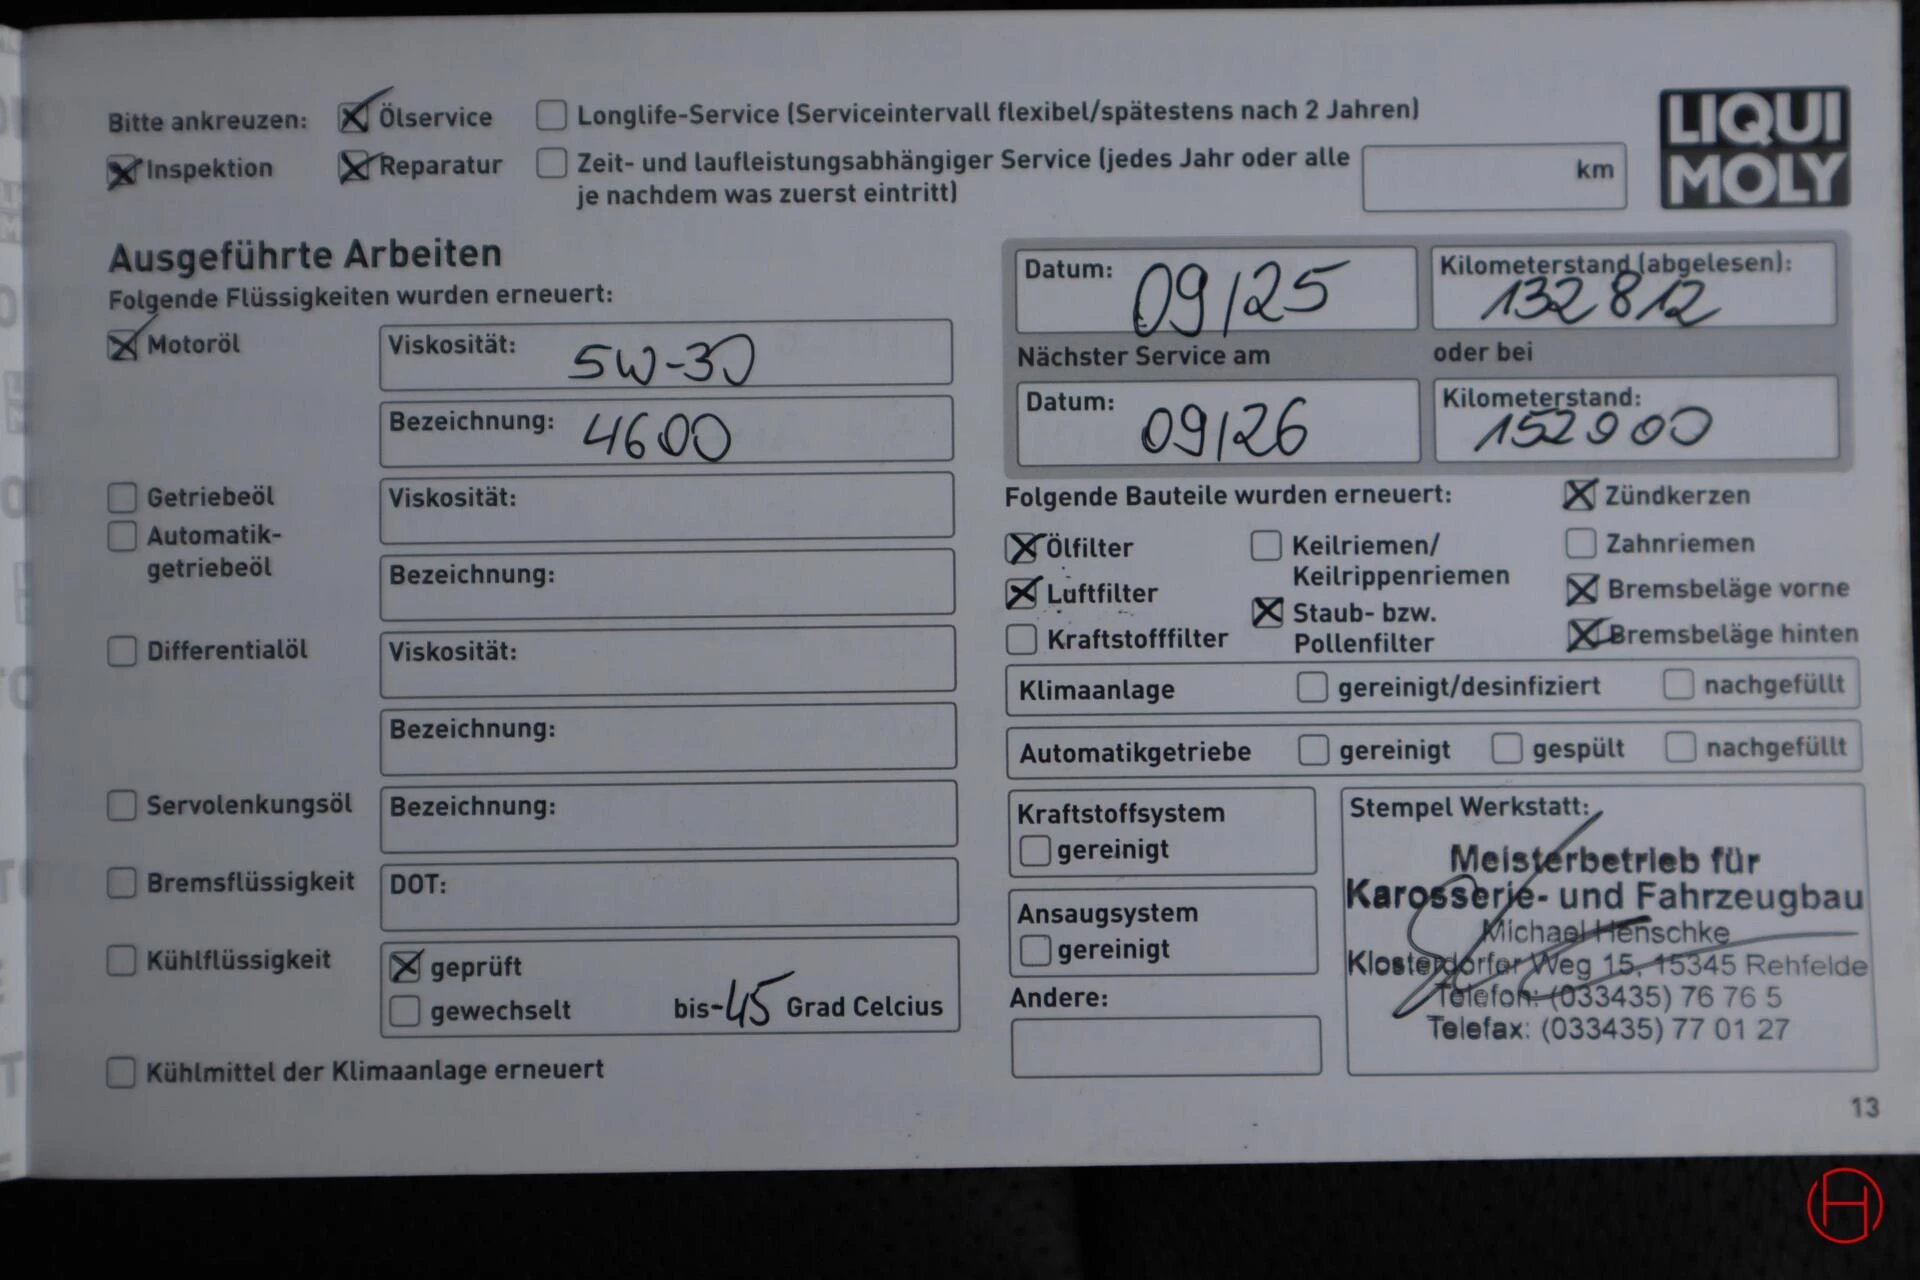 Bitte ankreuzen:
Ölservice
Longlife-Service (Serviceintervall flexibel/spätestens nach 2 Jahren)
Inspektion
Reparatur
Zeit- und laufleistungsabhängiger Service (jedes Jahr oder alle
je nachdem was zuerst eintritt)
km
LIQUI
MOLY
Ausgeführte Arbeiten
Folgende Flüssigkeiten wurden erneuert:
Motoröl
Viskosität: 5W-30
Bezeichnung: 4600
Getriebeöl
Automatik-
getriebeöl
Viskosität:
Bezeichnung:
Differentialöl
Viskosität:
Bezeichnung:
Servolenkungsöl
Bezeichnung:
Bremsflüssigkeit
DOT:
Kühlflüssigkeit
geprüft
gewechselt
bis-45 Grad Celcius
Kühlmittel der Klimaanlage erneuert
Datum: 09/25
Kilometerstand (abgelesen):
132812
Nächster Service am
oder bei
Datum: 09/26
Kilometerstand:
152900
Folgende Bauteile wurden erneuert:
Zündkerzen
Ölfilter
Keilriemen/
Keilrippenriemen
Zahnriemen
Luftfilter
Staub- bzw.
Pollenfilter
Bremsbeläge vorne
Kraftstofffilter
Bremsbeläge hinten
Klimaanlage
gereinigt/desinfiziert
nachgefüllt
Automatikgetriebe
gereinigt
gespült
nachgefüllt
Kraftstoffsystem
gereinigt
Ansaugsystem
gereinigt
Andere:
Stempel Werkstatt:
Meisterbetrieb für
Karosserie- und Fahrzeugbau
Michael Henschke
Klosterdorfer Weg 15, 15345 Rehfelde
Telefon: (033435) 76 76 5
Telefax: (033435) 77 01 27
13